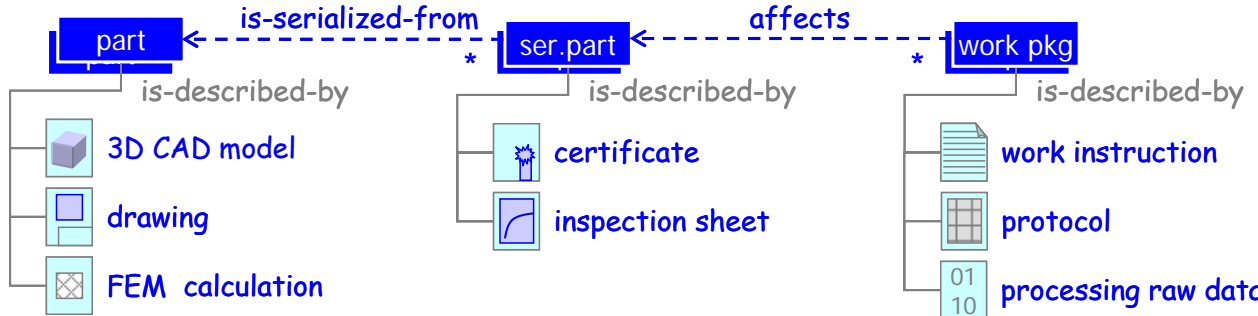 is-serialized-from
affects
part
ser.part
work pkg
*
*
is-described-by
is-described-by
is-described-by
3D CAD model
certificate
work instruction
drawing
inspection sheet
protocol
FEM calculation
01
10
processing raw data